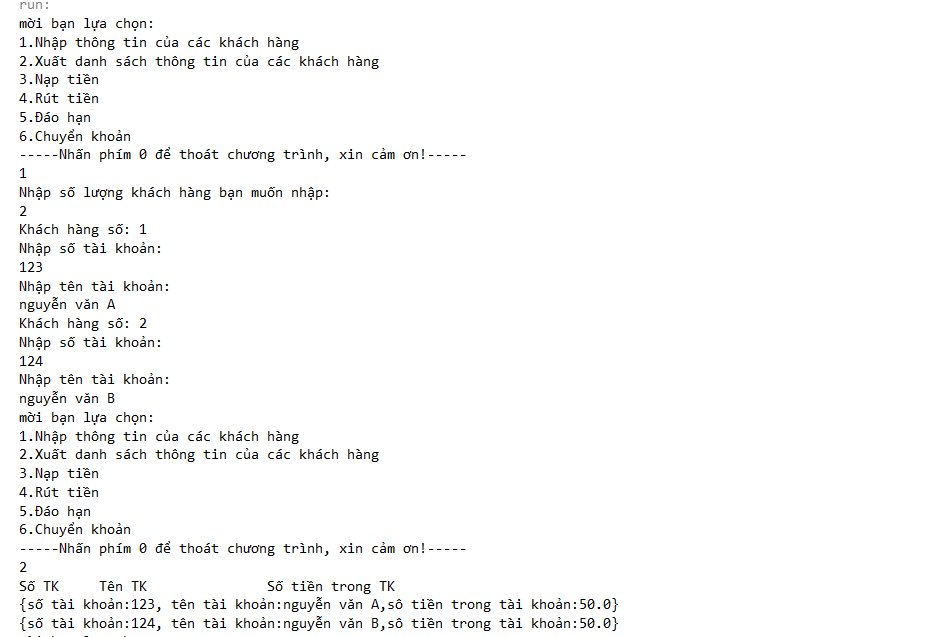 run:
mời bạn lựa chọn:
1.Nhập thông tin của các khách hàng
2.Xuất danh sách thông tin của các khách hàng
3.Nạp tiền
4.Rút tiền
5.Đáo hạn
6.Chuyển khoản
-----Nhấn phím 0 để thoát chương trình, xin cảm ơn!-----
1
Nhập số lượng khách hàng bạn muốn nhập:
2
Khách hàng số: 1
Nhập số tài khoản:
123
Nhập tên tài khoản:
nguyễn văn A
Khách hàng số: 2
Nhập số tài khoản:
124
Nhập tên tài khoản:
nguyễn văn B
mời bạn lựa chọn:
1.Nhập thông tin của các khách hàng
2.Xuất danh sách thông tin của các khách hàng
3.Nạp tiền
4.Rút tiền
5.Đáo hạn
6.Chuyển khoản
-----Nhấn phím 0 để thoát chương trình, xin cảm ơn!-----
2
Số TK     Tên TK               Số tiền trong TK
{số tài khoản:123, tên tài khoản:nguyễn văn A,sô tiền trong tài khoản:50.0}
{số tài khoản:124, tên tài khoản:nguyễn văn B,sô tiền trong tài khoản:50.0}